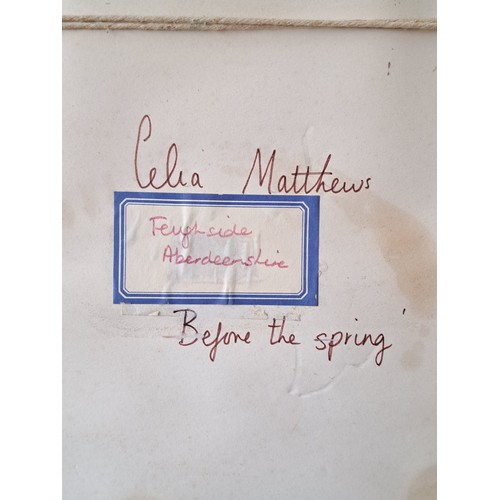 Celia Matthews
Feughside
Aberdeenshire
'Before the spring'